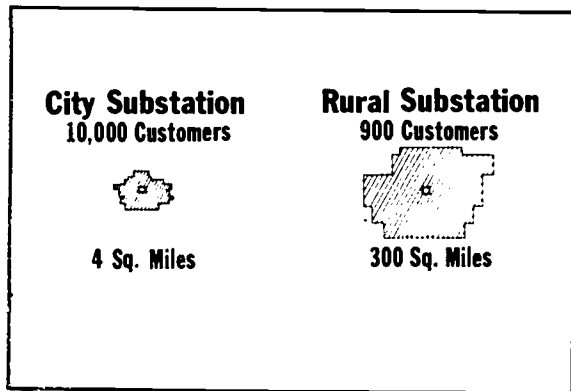 City Substation
10,000 Customers
4 Sq. Miles
Rural Substation
900 Customers
300 Sq. Miles